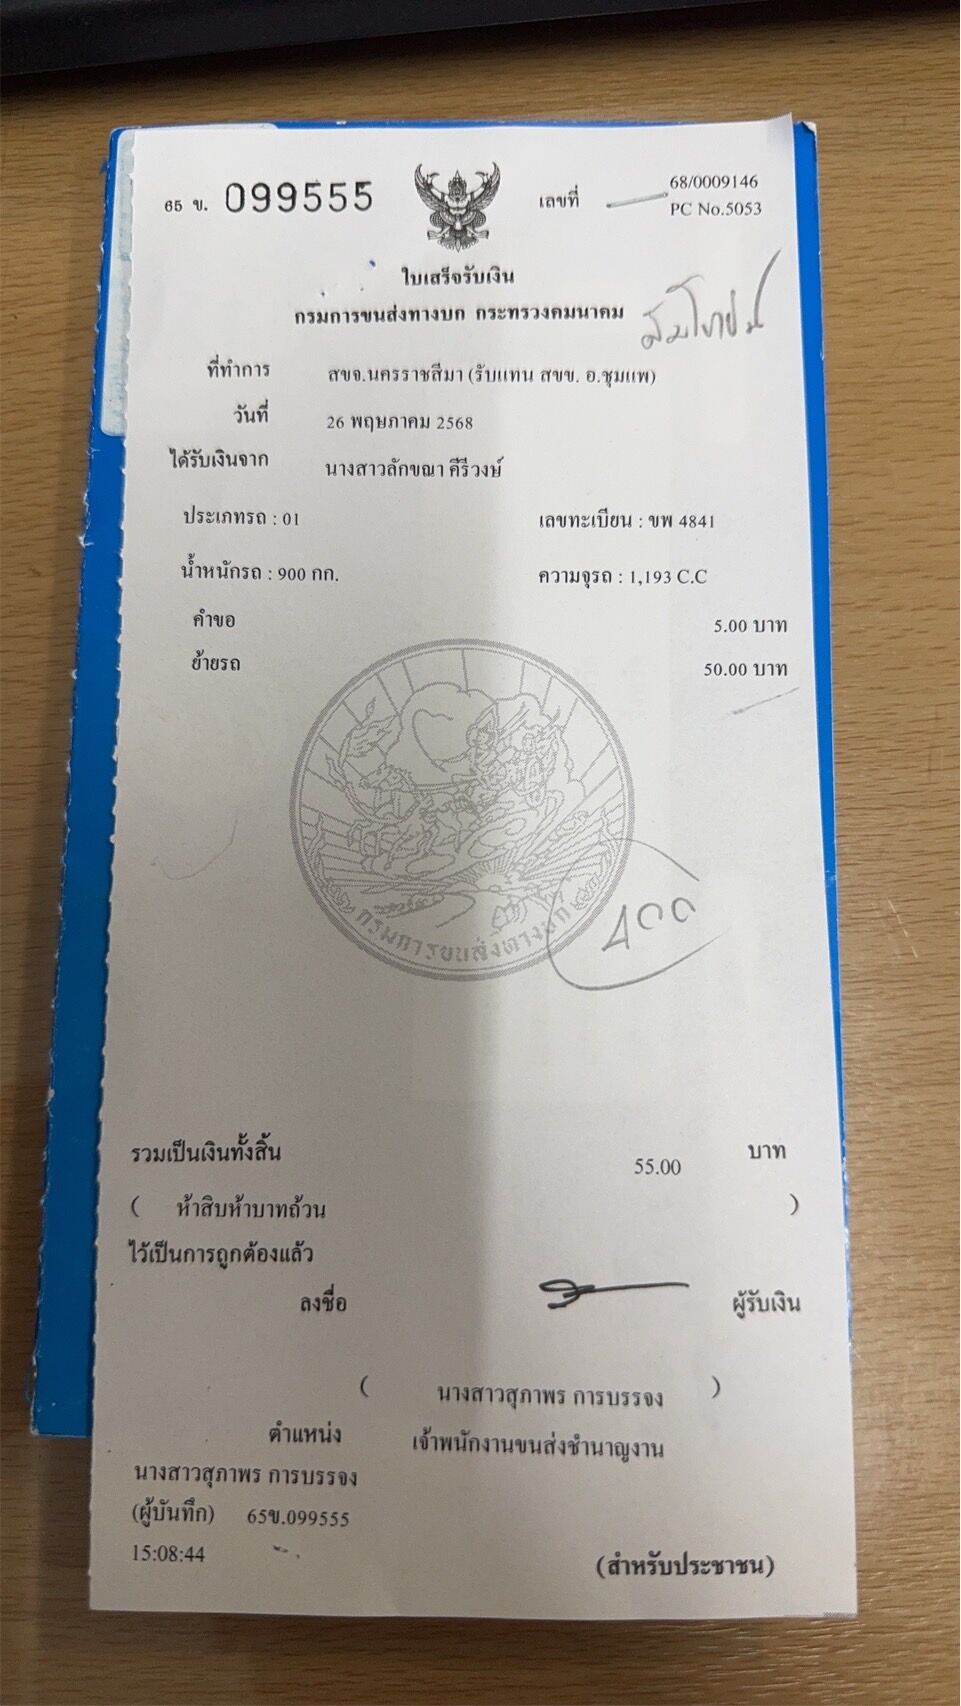 65 ข. 099555
เลขที่ 68/0009146
PC No.5053
ใบเสร็จรับเงิน
กรมการขนส่งทางบก กระทรวงคมนาคม
ที่ทำการ สขจ.นครราชสีมา (รับแทน สขข. อ.ชุมแพ)
วันที่ 26 พฤษภาคม 2568
ได้รับเงินจาก นางสาวลักขณา คีรีวงษ์
ประเภทรถ : 01 เลขทะเบียน : ขพ 4841
น้ำหนักรถ : 900 กก. ความจุรถ : 1,193 C.C
คำขอ 5.00 บาท
ย้ายรถ 50.00 บาท
กรมการขนส่งทางบก
400
รวมเป็นเงินทั้งสิ้น 55.00 บาท
( ห้าสิบห้าบาทถ้วน )
ไว้เป็นการถูกต้องแล้ว
ลงชื่อ ผู้รับเงิน
( นางสาวสุภาพร การบรรจง )
ตำแหน่ง เจ้าพนักงานขนส่งชำนาญงาน
นางสาวสุภาพร การบรรจง
(ผู้บันทึก) 65ข.099555
15:08:44
(สำหรับประชาชน)